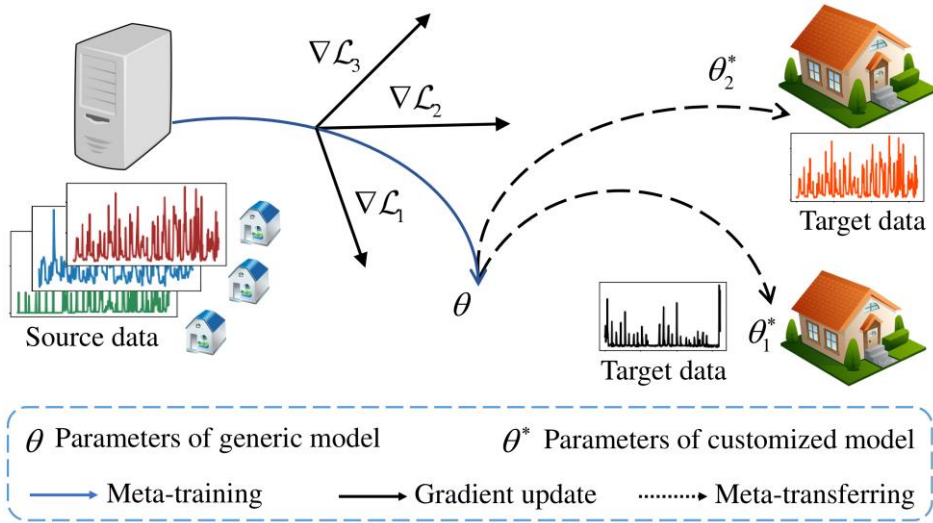 ∇ℒ₃
∇ℒ₂
∇ℒ₁
θ
θ₂*
Target data
Source data
θ₁*
Target data
θ Parameters of generic model
θ* Parameters of customized model
Meta-training
Gradient update
Meta-transferring